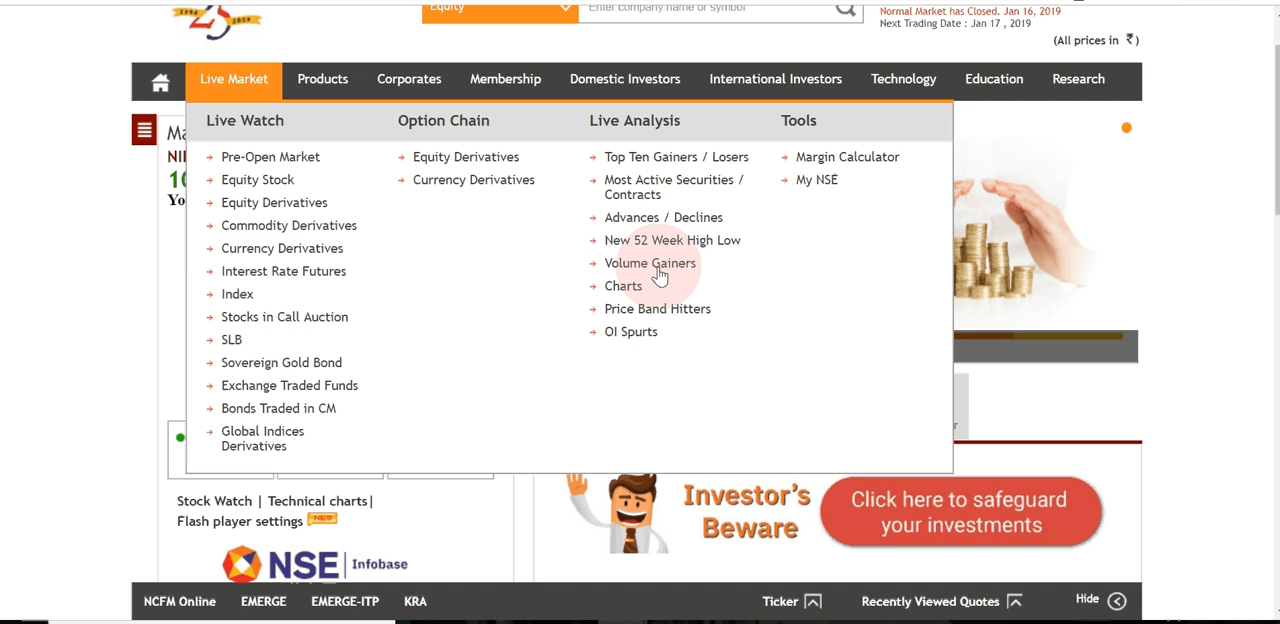 Equity
Enter company name or symbol
Normal Market has Closed. Jan 16, 2019
Next Trading Date : Jan 17 , 2019
(All prices in ₹ )
Live Market
Products
Corporates
Membership
Domestic Investors
International Investors
Technology
Education
Research
Live Watch
Pre-Open Market
Equity Stock
Equity Derivatives
Commodity Derivatives
Currency Derivatives
Interest Rate Futures
Index
Stocks in Call Auction
SLB
Sovereign Gold Bond
Exchange Traded Funds
Bonds Traded in CM
Global Indices
Derivatives
Option Chain
Equity Derivatives
Currency Derivatives
Live Analysis
Top Ten Gainers / Losers
Most Active Securities /
Contracts
Advances / Declines
New 52 Week High Low
Volume Gainers
Charts
Price Band Hitters
OI Spurts
Tools
Margin Calculator
My NSE
Stock Watch | Technical charts|
Flash player settings NEW
NSE Infobase
Investor's
Beware
Click here to safeguard
your investments
NCFM Online
EMERGE
EMERGE-ITP
KRA
Ticker
Recently Viewed Quotes
Hide